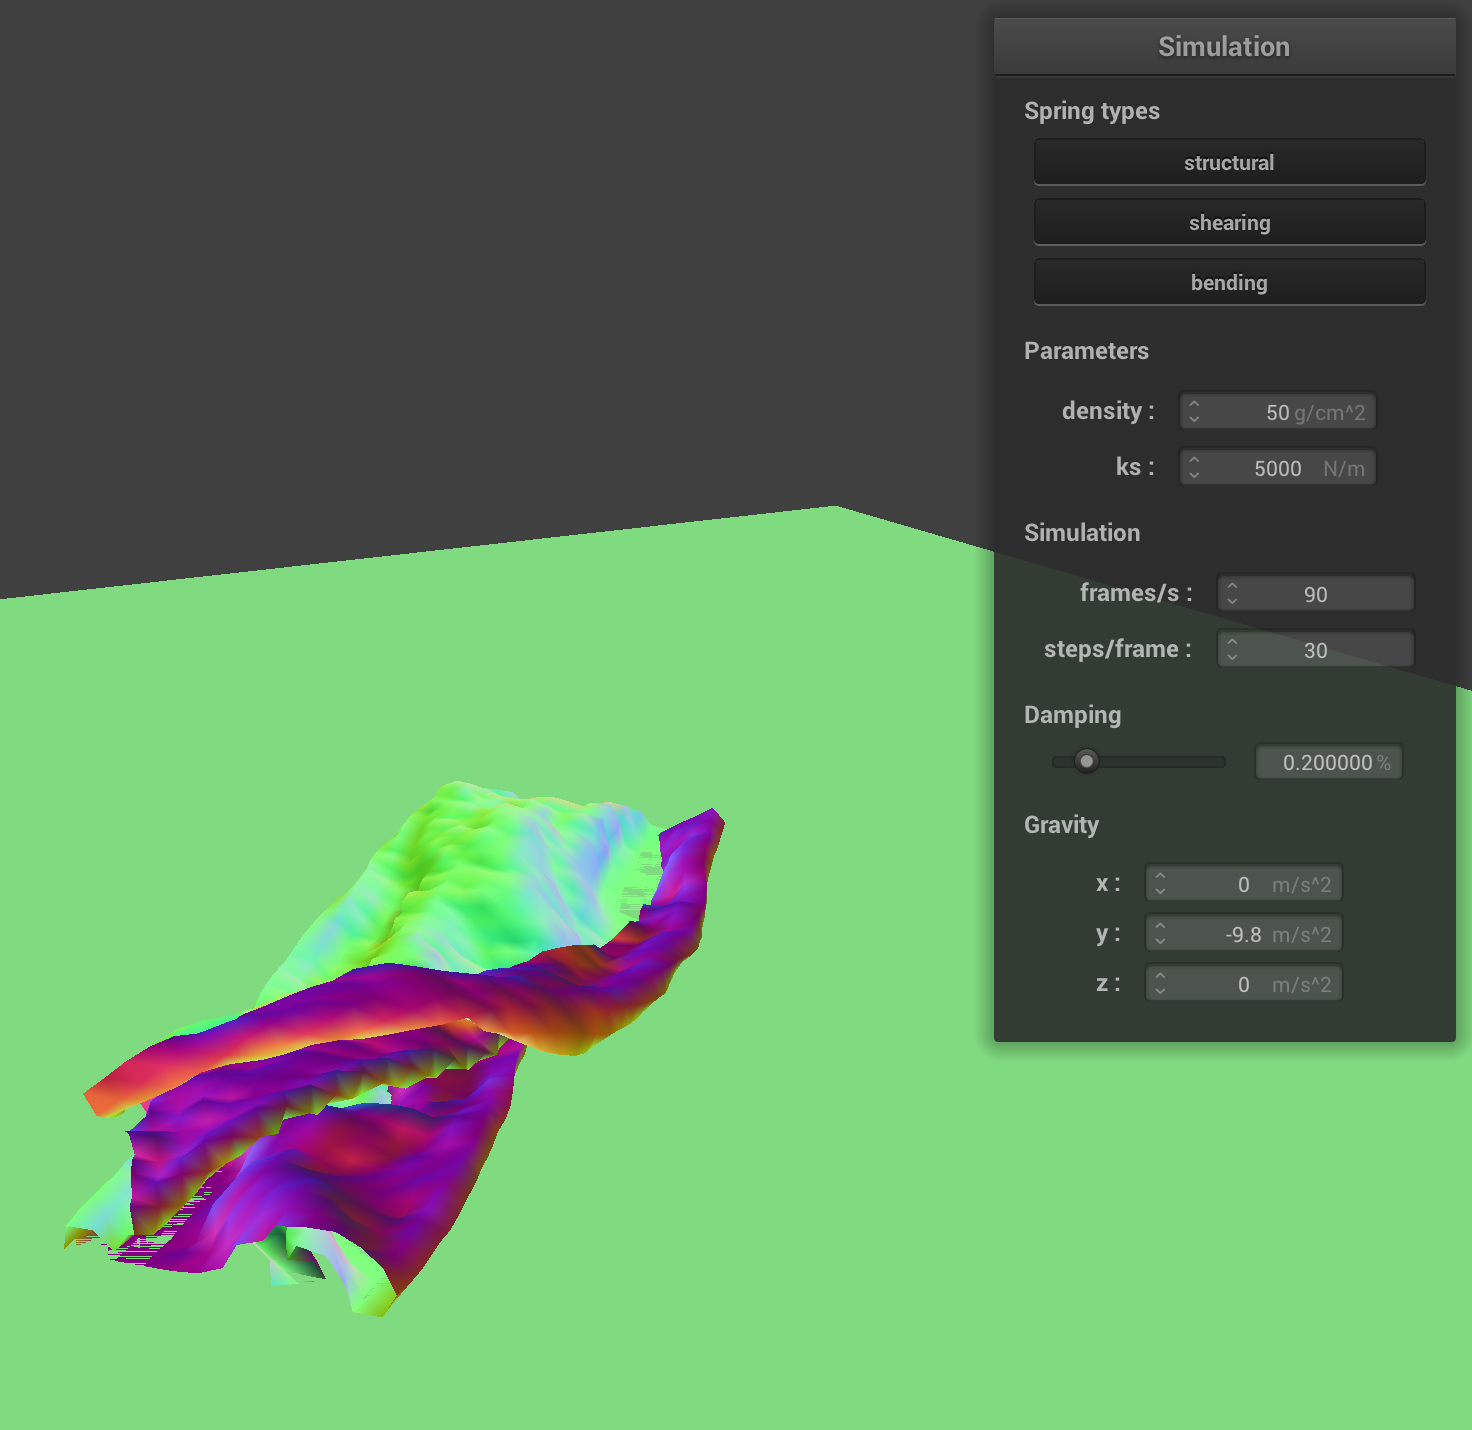 Simulation
Spring types
structural
shearing
bending
Parameters
density : 50 g/cm^2
ks : 5000 N/m
Simulation
frames/s : 90
steps/frame : 30
Damping
0.200000 %
Gravity
x : 0 m/s^2
y : -9.8 m/s^2
z : 0 m/s^2